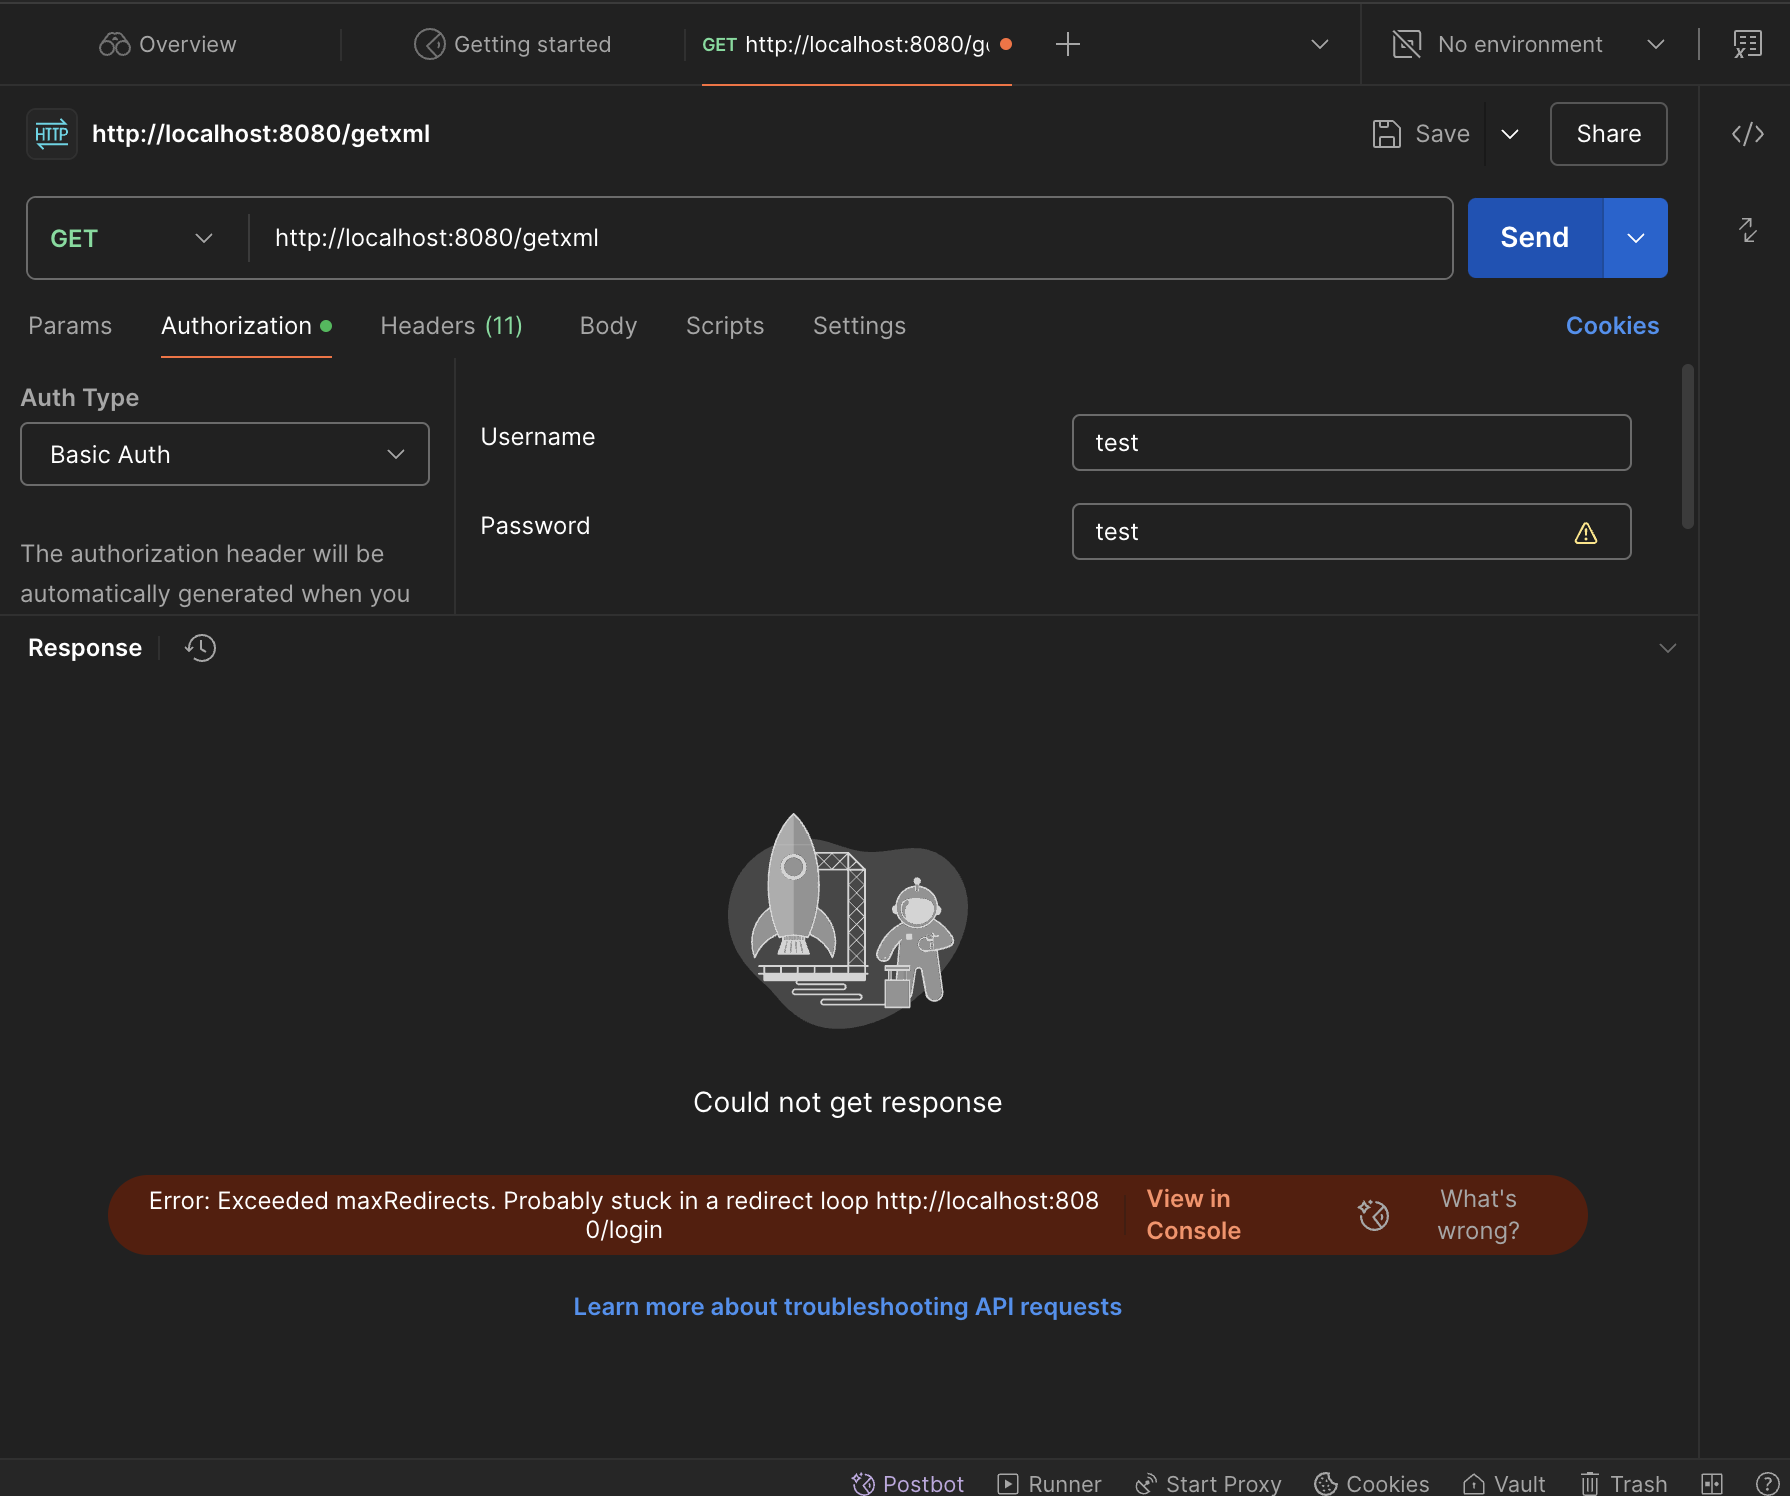 Overview
Getting started
GET http://localhost:8080/ge
No environment
HTTP http://localhost:8080/getxml
Save
Share
GET http://localhost:8080/getxml
Send
Params
Authorization
Headers (11)
Body
Scripts
Settings
Cookies
Auth Type
Basic Auth
The authorization header will be
automatically generated when you
Username
test
Password
test
Response
Could not get response
Error: Exceeded maxRedirects. Probably stuck in a redirect loop http://localhost:808
0/login
View in
Console
What's
wrong?
Learn more about troubleshooting API requests
Postbot
Runner
Start Proxy
Cookies
Vault
Trash